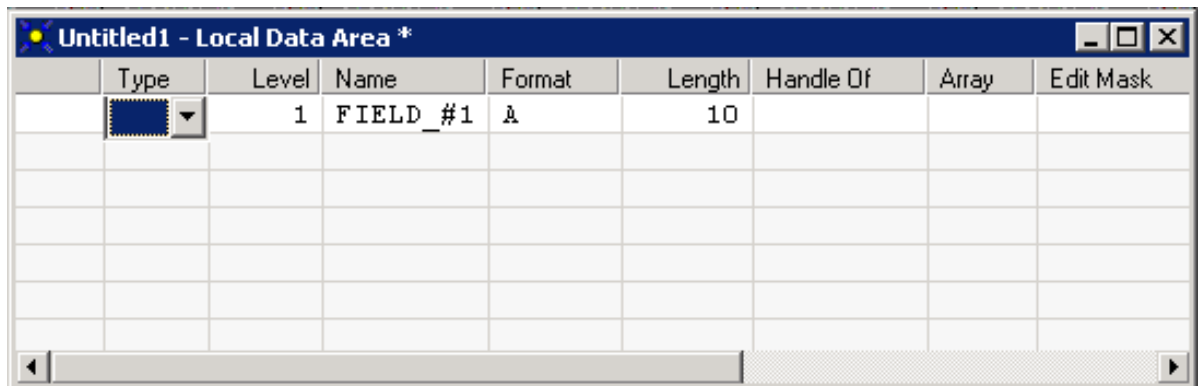 Untitled1 - Local Data Area *
Type Level Name Format Length Handle Of Array Edit Mask
1 FIELD_#1 A 10